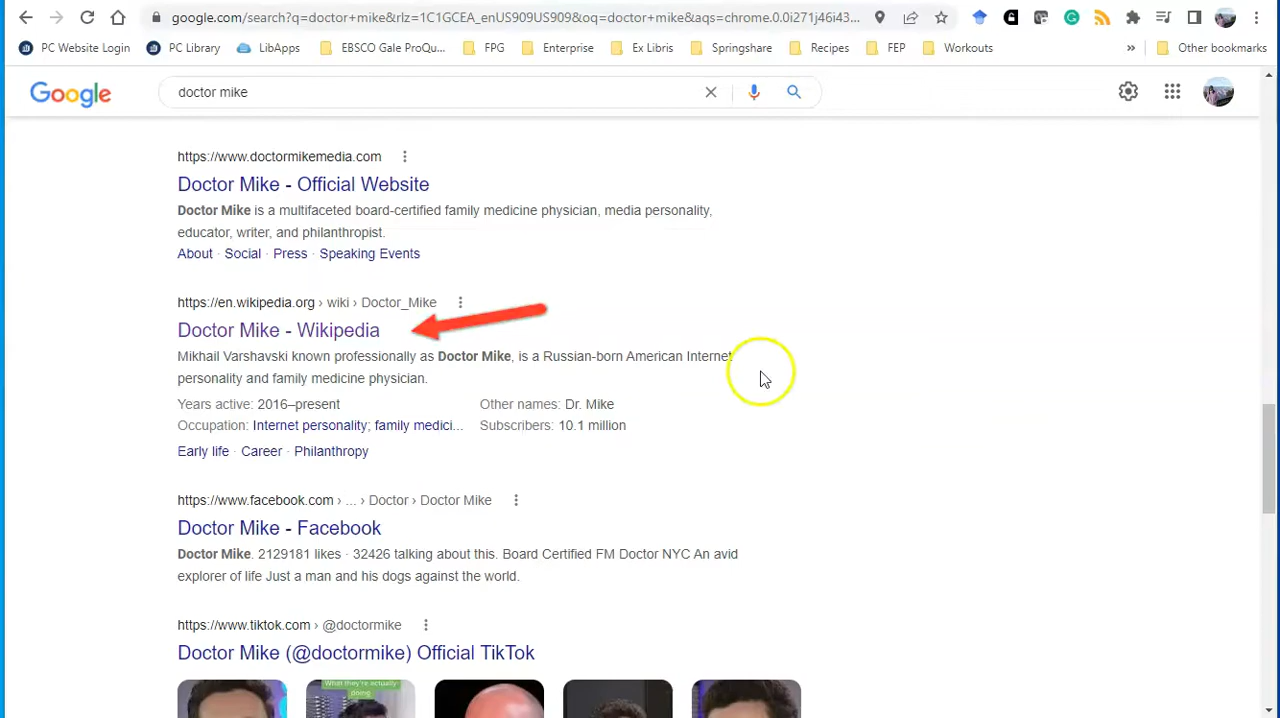 google.com/search?q=doctor+mike&rlz=1C1GCEA_enUS909US909&oq=doctor+mike&aqs=chrome.0.0i271j46i43...
PC Website Login PC Library LibApps EBSCO Gale ProQu... FPG Enterprise Ex Libris Springshare Recipes FEP Workouts » Other bookmarks
Google doctor mike
https://www.doctormikemedia.com
Doctor Mike - Official Website
Doctor Mike is a multifaceted board-certified family medicine physician, media personality,
educator, writer, and philanthropist.
About · Social · Press · Speaking Events
https://en.wikipedia.org › wiki › Doctor_Mike
Doctor Mike - Wikipedia
Mikhail Varshavski known professionally as Doctor Mike, is a Russian-born American Internet
personality and family medicine physician.
Years active: 2016–present Other names: Dr. Mike
Occupation: Internet personality; family medici... Subscribers: 10.1 million
Early life · Career · Philanthropy
https://www.facebook.com › ... › Doctor › Doctor Mike
Doctor Mike - Facebook
Doctor Mike. 2129181 likes · 32426 talking about this. Board Certified FM Doctor NYC An avid
explorer of life Just a man and his dogs against the world.
https://www.tiktok.com › @doctormike
Doctor Mike (@doctormike) Official TikTok
What they're actually
doing